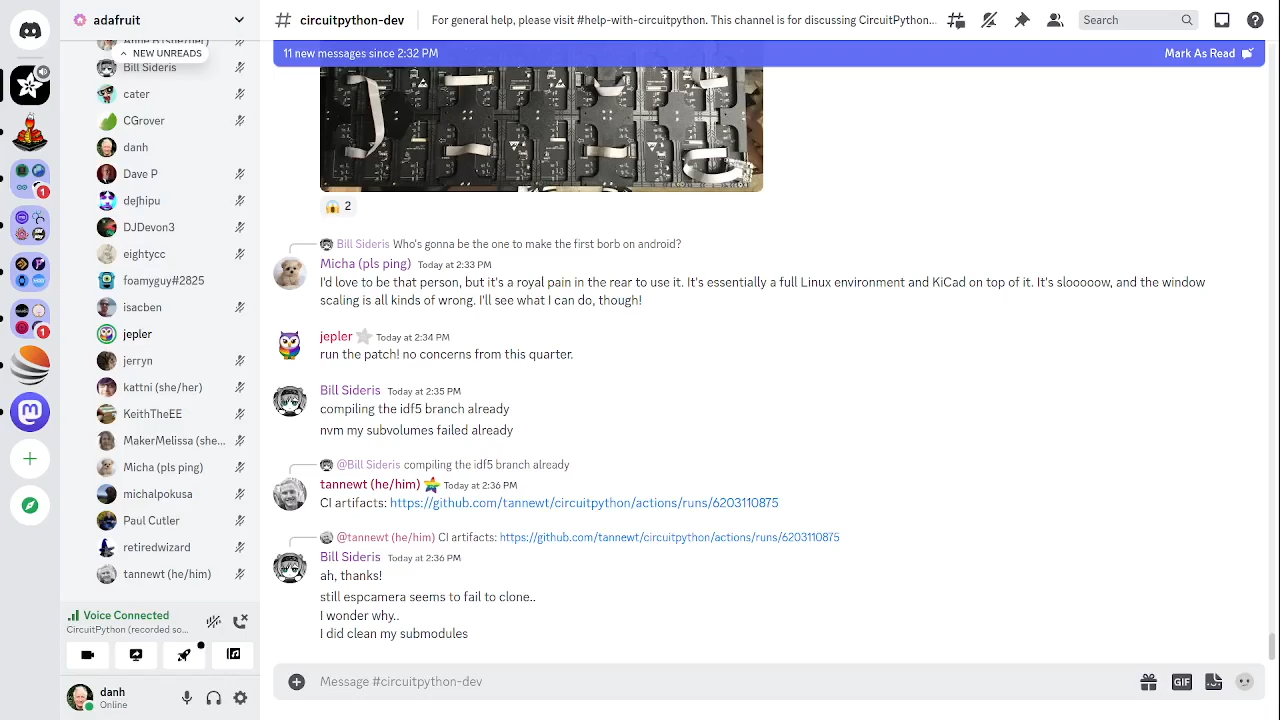 adafruit
# circuitpython-dev
For general help, please visit #help-with-circuitpython. This channel is for discussing CircuitPython...
Search
NEW UNREADS
11 new messages since 2:32 PM
Mark As Read
Bill Sideris
cater
CGrover
danh
Dave P
deʃhipu
DJDevon3
eightycc
foamyguy#2825
isacben
jepler
jerryn
kattni (she/her)
KeithTheEE
MakerMelissa (she...
Micha (pls ping)
michalpokusa
Paul Cutler
retiredwizard
tannewt (he/him)
Voice Connected
CircuitPython (recorded so...
danh
Online
1
1
2
Bill Sideris Who's gonna be the one to make the first borb on android?
Micha (pls ping) Today at 2:33 PM
I'd love to be that person, but it's a royal pain in the rear to use it. It's essentially a full Linux environment and KiCad on top of it. It's slooooow, and the window
scaling is all kinds of wrong. I'll see what I can do, though!
jepler Today at 2:34 PM
run the patch! no concerns from this quarter.
Bill Sideris Today at 2:35 PM
compiling the idf5 branch already
nvm my subvolumes failed already
@Bill Sideris compiling the idf5 branch already
tannewt (he/him) Today at 2:36 PM
CI artifacts: https://github.com/tannewt/circuitpython/actions/runs/6203110875
@tannewt (he/him) CI artifacts: https://github.com/tannewt/circuitpython/actions/runs/6203110875
Bill Sideris Today at 2:36 PM
ah, thanks!
still espcamera seems to fail to clone..
I wonder why..
I did clean my submodules
Message #circuitpython-dev
GIF